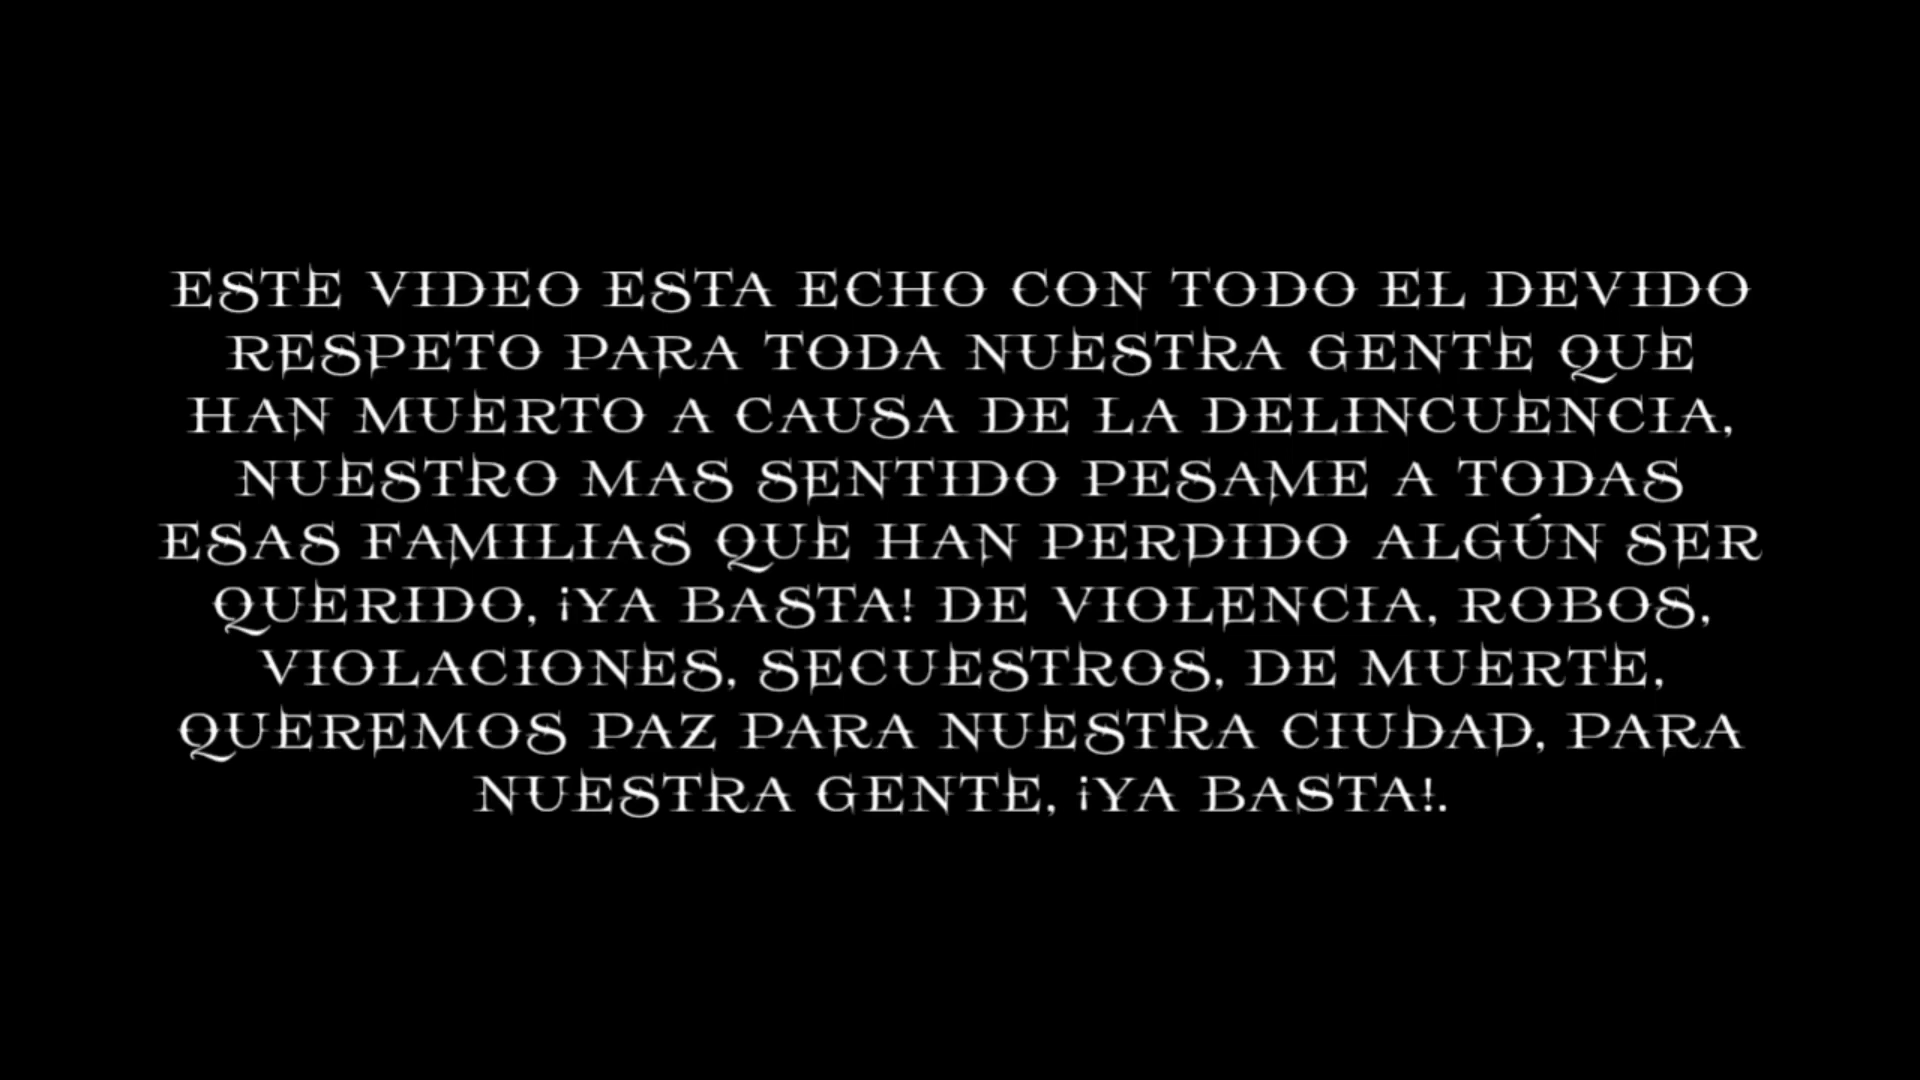 ESTE VIDEO ESTA ECHO CON TODO EL DEVIDO
RESPETO PARA TODA NUESTRA GENTE QUE
HAN MUERTO A CAUSA DE LA DELINCUENCIA,
NUESTRO MAS SENTIDO PESAME A TODAS
ESAS FAMILIAS QUE HAN PERDIDO ALGÚN SER
QUERIDO, ¡YA BASTA! DE VIOLENCIA, ROBOS,
VIOLACIONES, SECUESTROS, DE MUERTE,
QUEREMOS PAZ PARA NUESTRA CIUDAD, PARA
NUESTRA GENTE, ¡YA BASTA!.